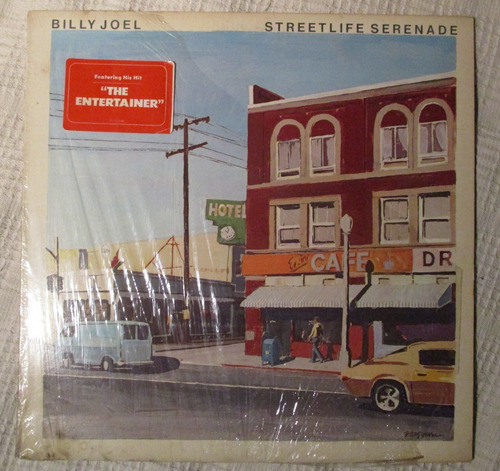 BILLY JOEL
STREETLIFE SERENADE
Featuring His Hit
"THE
ENTERTAINER"
HOTEL
The CAFE
DR